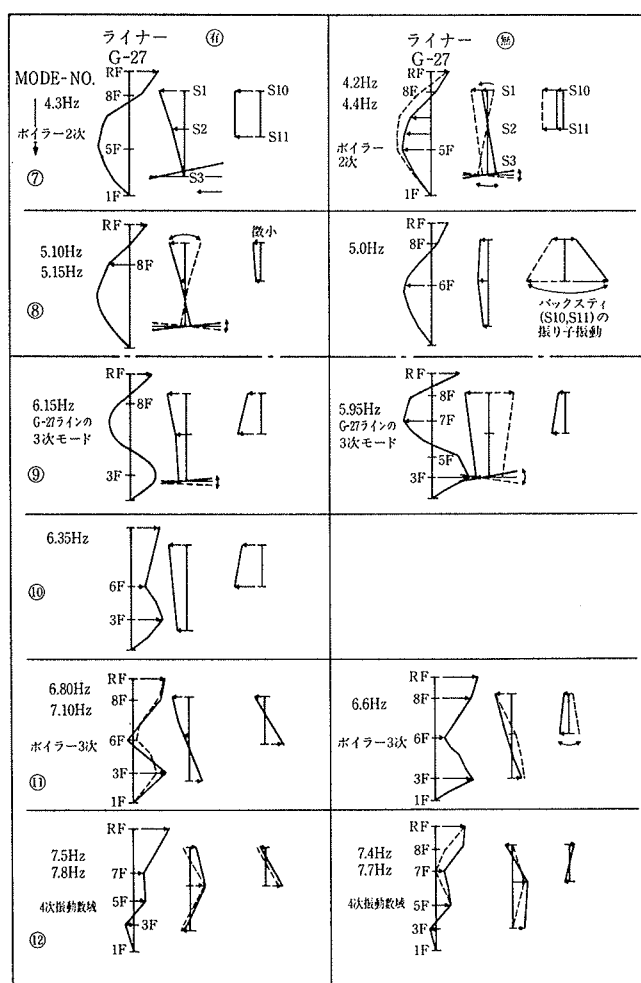 ライナー 有
G-27
MODE-NO.
4.3Hz
ボイラー2次
⑦
RF
8F
5F
1F
S1
S2
S3
S10
S11
ライナー 無
G-27
4.2Hz
4.4Hz
ボイラー
2次
RF
8F
5F
1F
S1
S2
S3
S10
S11
5.10Hz
5.15Hz
⑧
RF
8F
1F
微小
5.0Hz
RF
8F
6F
1F
バックスティ
(S10,S11)の
振り子振動
6.15Hz
G-27ラインの
3次モード
⑨
RF
8F
3F
5.95Hz
G-27ラインの
3次モード
RF
8F
7F
5F
3F
6.35Hz
⑩
6F
3F
6.80Hz
7.10Hz
ボイラー3次
⑪
RF
8F
6F
3F
1F
6.6Hz
ボイラー3次
RF
8F
6F
3F
1F
7.5Hz
7.8Hz
4次振動数域
⑫
RF
7F
5F
3F
1F
7.4Hz
7.7Hz
4次振動数域
RF
8F
7F
5F
3F
1F